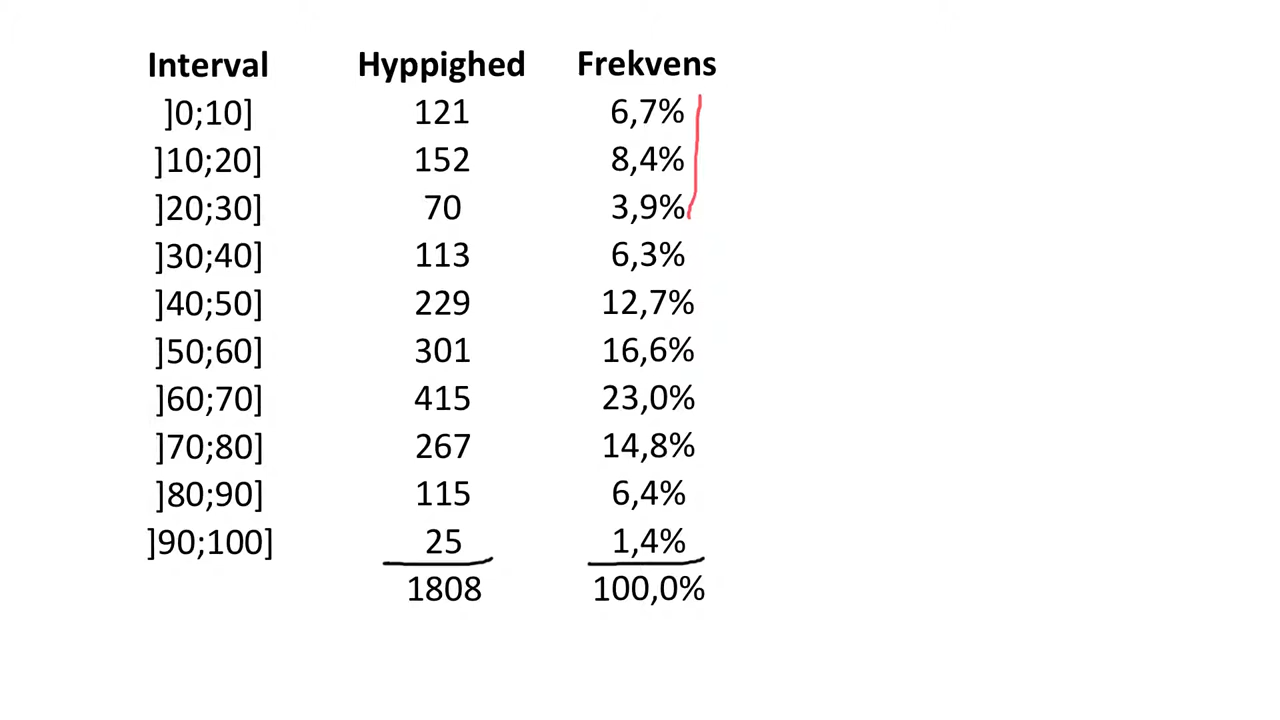 Interval Hyppighed Frekvens
]0;10] 121 6,7%
]10;20] 152 8,4%
]20;30] 70 3,9%
]30;40] 113 6,3%
]40;50] 229 12,7%
]50;60] 301 16,6%
]60;70] 415 23,0%
]70;80] 267 14,8%
]80;90] 115 6,4%
]90;100] 25 1,4%
1808 100,0%